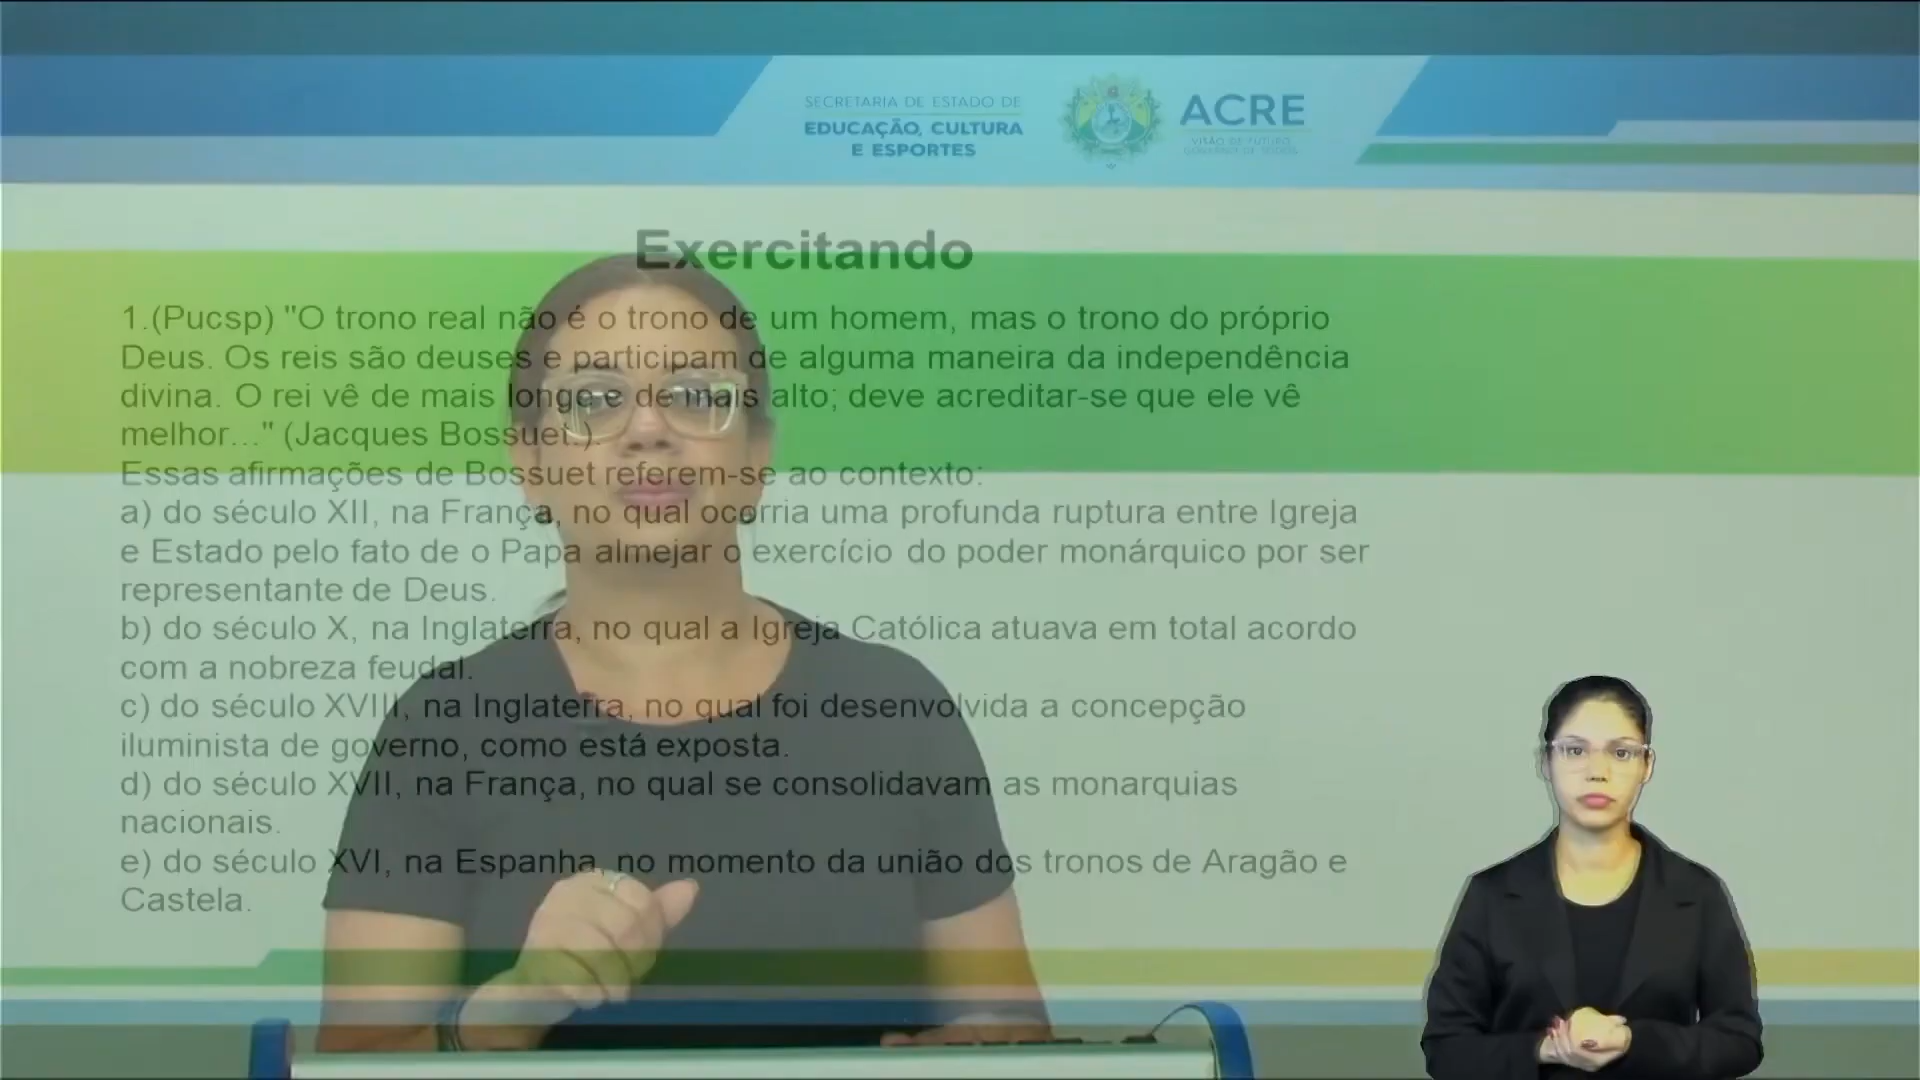 SECRETARIA DE ESTADO DE
EDUCAÇÃO, CULTURA
E ESPORTES
ACRE
VISÃO DE FUTURO
GOVERNO DE TODOS
Exercitando
1.(Pucsp) "O trono real não é o trono de um homem, mas o trono do próprio
Deus. Os reis são deuses e participam de alguma maneira da independência
divina. O rei vê de mais longe e de mais alto; deve acreditar-se que ele vê
melhor..." (Jacques Bossuet.).
Essas afirmações de Bossuet referem-se ao contexto:
a) do século XII, na França, no qual ocorria uma profunda ruptura entre Igreja
e Estado pelo fato de o Papa almejar o exercício do poder monárquico por ser
representante de Deus.
b) do século X, na Inglaterra, no qual a Igreja Católica atuava em total acordo
com a nobreza feudal.
c) do século XVIII, na Inglaterra, no qual foi desenvolvida a concepção
iluminista de governo, como está exposta.
d) do século XVII, na França, no qual se consolidavam as monarquias
nacionais.
e) do século XVI, na Espanha, no momento da união dos tronos de Aragão e
Castela.